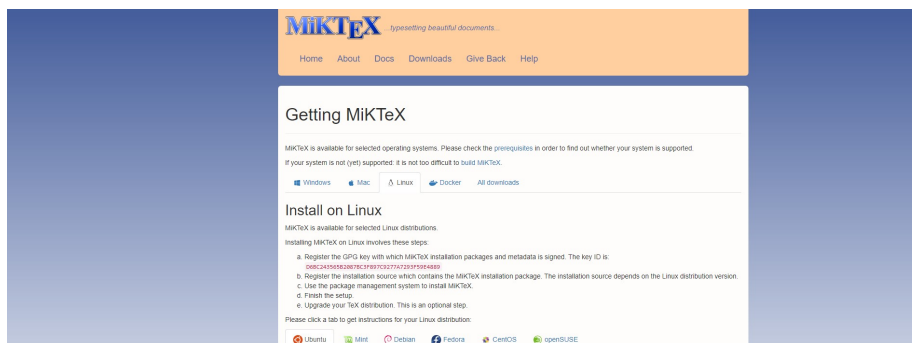 MiKTeX ...typesetting beautiful documents...
Home About Docs Downloads Give Back Help
Getting MiKTeX
MiKTeX is available for selected operating systems. Please check the prerequisites in order to find out whether your system is supported.
If your system is not (yet) supported: it is not too difficult to build MiKTeX.
Windows Mac Linux Docker All downloads
Install on Linux
MiKTeX is available for selected Linux distributions.
Installing MiKTeX on Linux involves these steps:
a. Register the GPG key with which MiKTeX installation packages and metadata is signed. The key ID is:
D6BC243565B2087BC3F897C9277A7293F59E4889
b. Register the installation source which contains the MiKTeX installation package. The installation source depends on the Linux distribution version.
c. Use the package management system to install MiKTeX.
d. Finish the setup.
e. Upgrade your TeX distribution. This is an optional step.
Please click a tab to get instructions for your Linux distribution:
Ubuntu Mint Debian Fedora CentOS openSUSE